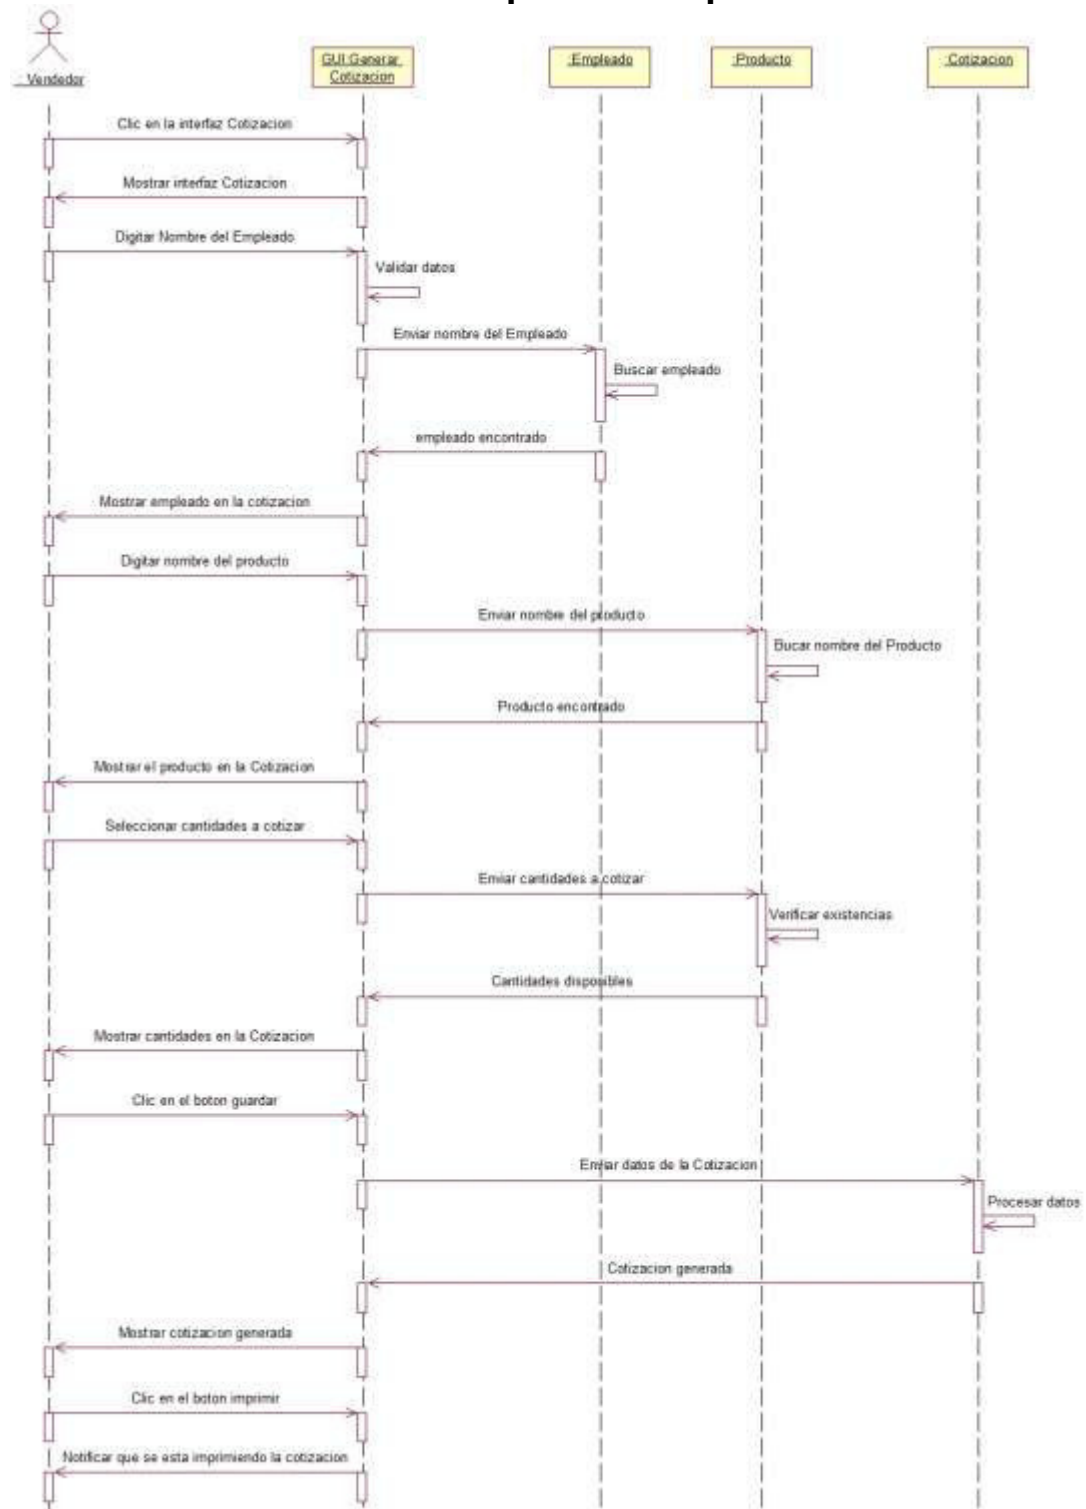 : Vendedor
GUI:Generar
Cotizacion
:Empleado
:Producto
:Cotizacion
Clic en la interfaz Cotizacion
Mostrar interfaz Cotizacion
Digitar Nombre del Empleado
Validar datos
Enviar nombre del Empleado
Buscar empleado
empleado encontrado
Mostrar empleado en la cotizacion
Digitar nombre del producto
Enviar nombre del producto
Bucar nombre del Producto
Producto encontrado
Mostrar el producto en la Cotizacion
Seleccionar cantidades a cotizar
Enviar cantidades a cotizar
Verificar existencias
Cantidades disponibles
Mostrar cantidades en la Cotizacion
Clic en el boton guardar
Enviar datos de la Cotizacion
Procesar datos
Cotizacion generada
Mostrar cotizacion generada
Clic en el boton imprimir
Notificar que se esta imprimiendo la cotizacion